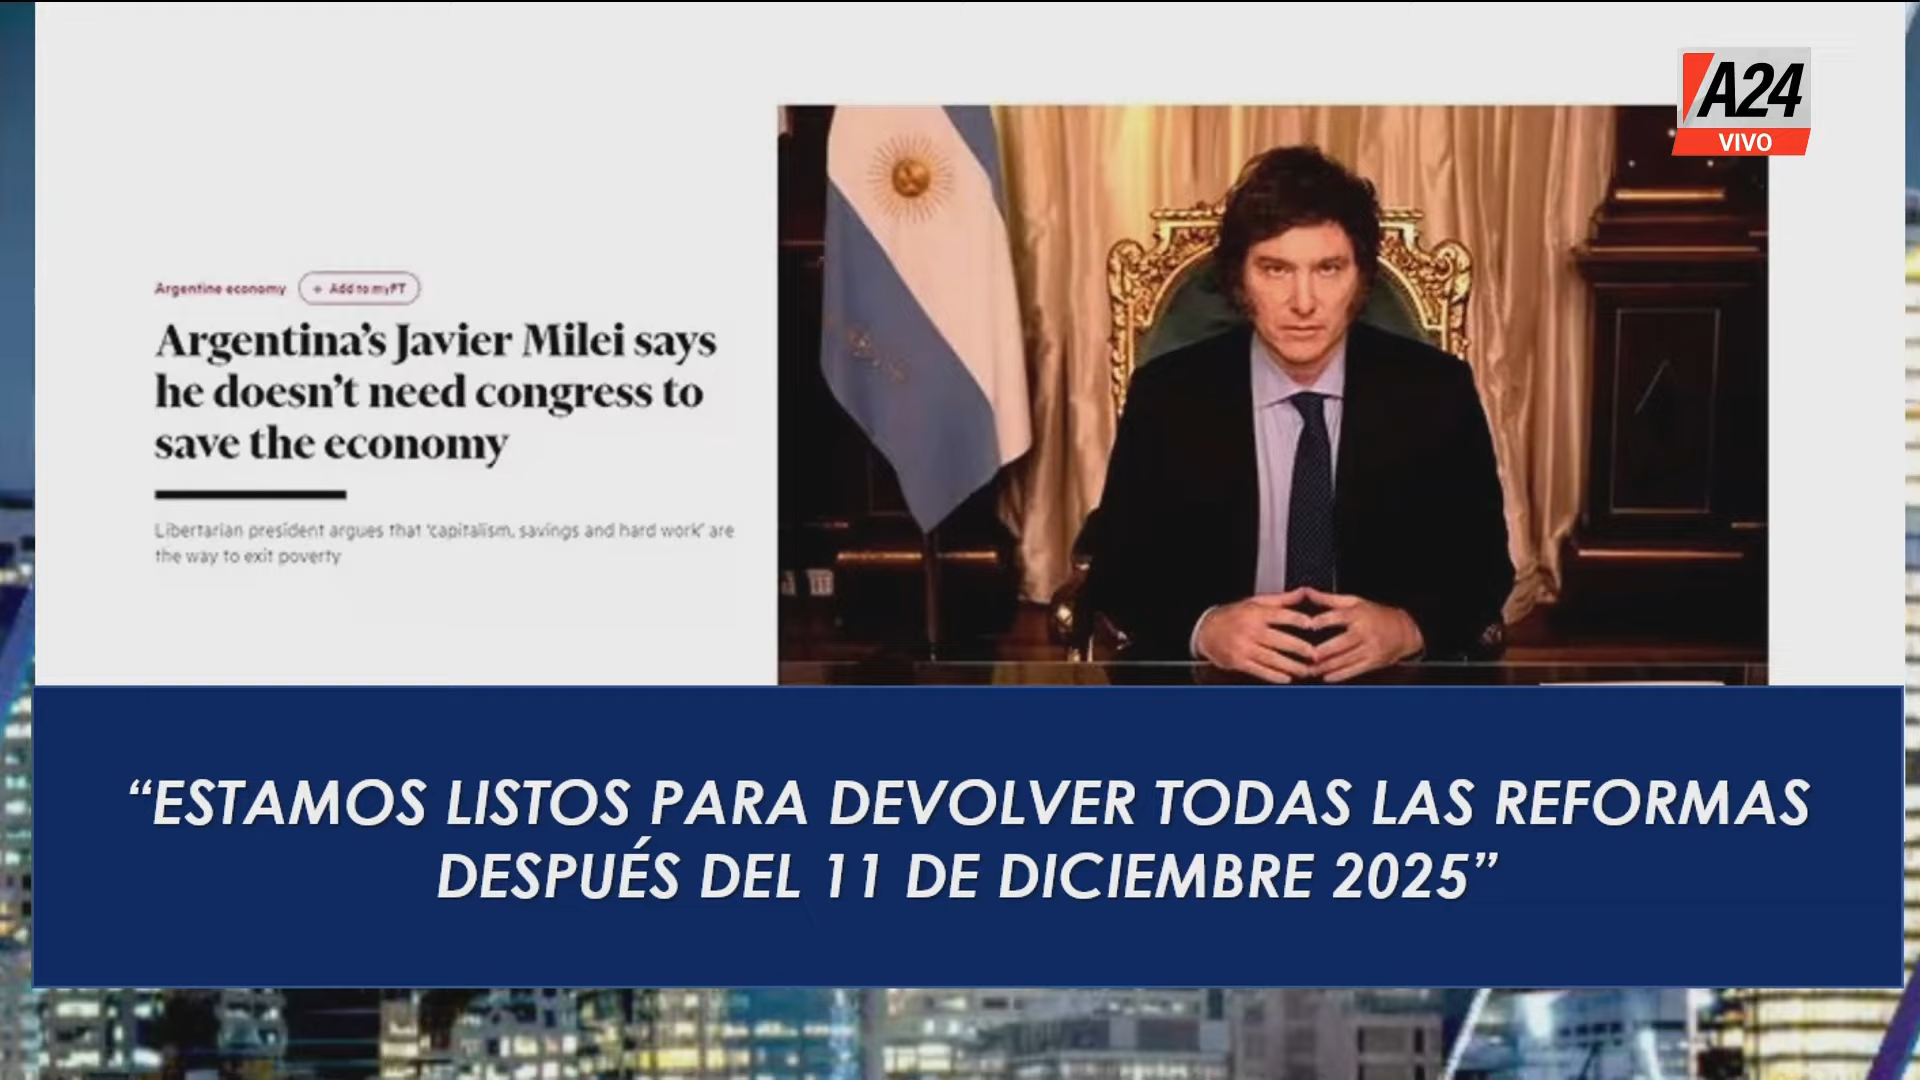 A24
VIVO
Argentine economy + Add to myFT
Argentina's Javier Milei says
he doesn't need congress to
save the economy
Libertarian president argues that 'capitalism, savings and hard work' are
the way to exit poverty
“ESTAMOS LISTOS PARA DEVOLVER TODAS LAS REFORMAS
DESPUÉS DEL 11 DE DICIEMBRE 2025”